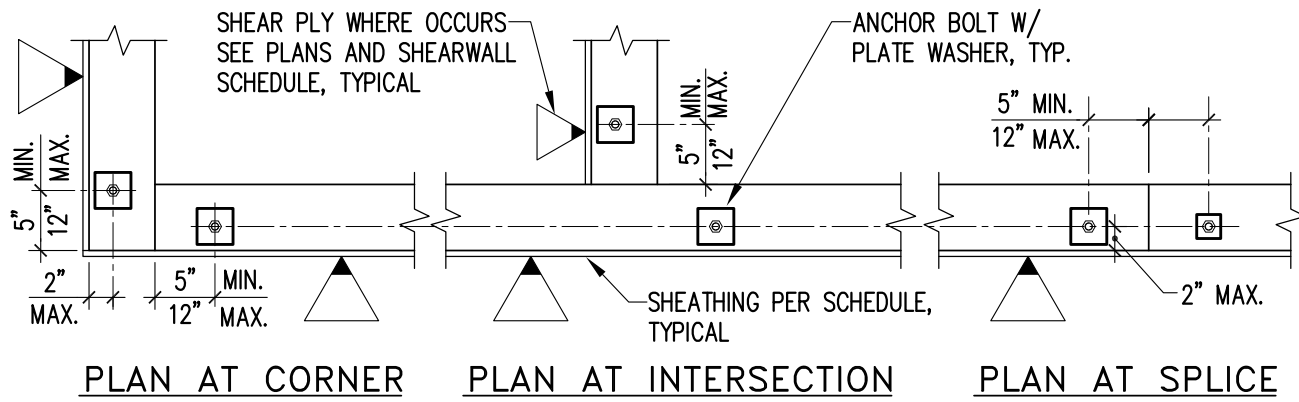 SHEAR PLY WHERE OCCURS
SEE PLANS AND SHEARWALL
SCHEDULE, TYPICAL
ANCHOR BOLT W/
PLATE WASHER, TYP.
MIN.
MAX.
5"
12"
2"
MAX.
5" MIN.
12" MAX.
MIN.
MAX.
5"
12"
5" MIN.
12" MAX.
2" MAX.
SHEATHING PER SCHEDULE,
TYPICAL
PLAN AT CORNER
PLAN AT INTERSECTION
PLAN AT SPLICE